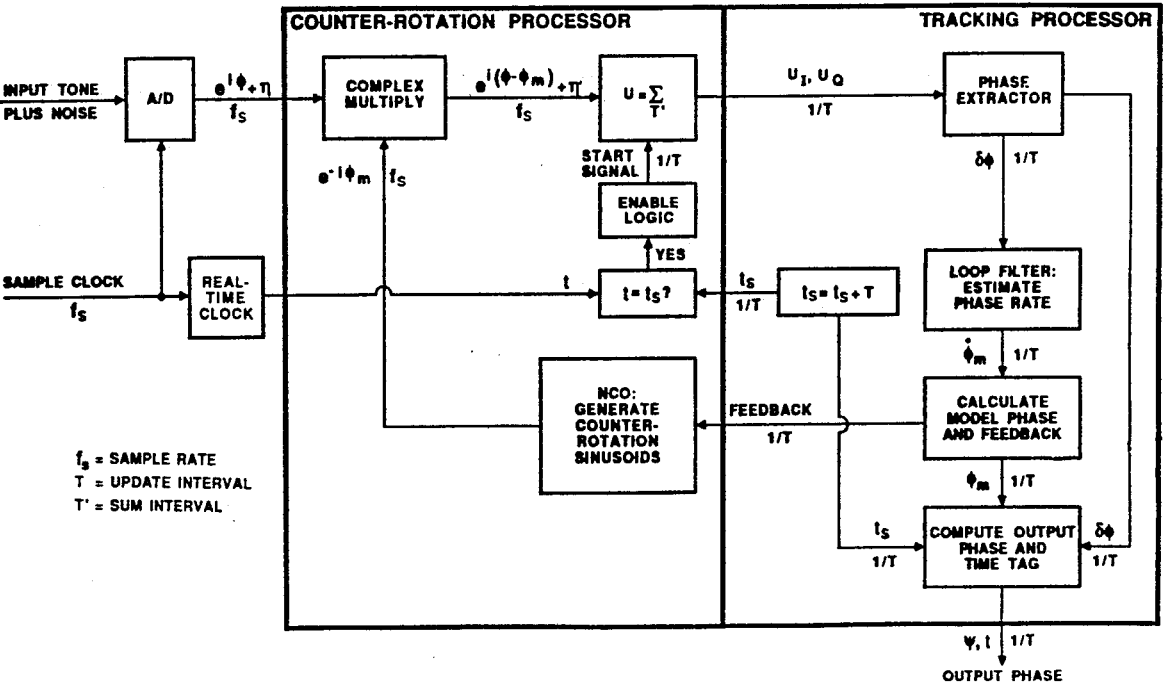 COUNTER-ROTATION PROCESSOR
TRACKING PROCESSOR
INPUT TONE
PLUS NOISE
A/D
e^{iϕ}+η
f_S
COMPLEX
MULTIPLY
e^{i(ϕ-ϕ_m)}+η'
f_S
U = Σ
T'
U_I, U_Q
1/T
PHASE
EXTRACTOR
START
SIGNAL
1/T
e^{-iϕ_m}
f_S
δϕ
1/T
ENABLE
LOGIC
YES
SAMPLE CLOCK
f_S
REAL-
TIME
CLOCK
t
t = t_S?
t_S
1/T
t_S = t_S + T
LOOP FILTER:
ESTIMATE
PHASE RATE
ϕ̇_m
1/T
NCO:
GENERATE
COUNTER-
ROTATION
SINUSOIDS
FEEDBACK
1/T
CALCULATE
MODEL PHASE
AND FEEDBACK
ϕ_m
1/T
f_s = SAMPLE RATE
T = UPDATE INTERVAL
T' = SUM INTERVAL
t_S
1/T
COMPUTE OUTPUT
PHASE AND
TIME TAG
δϕ
1/T
Ψ, t
1/T
OUTPUT PHASE